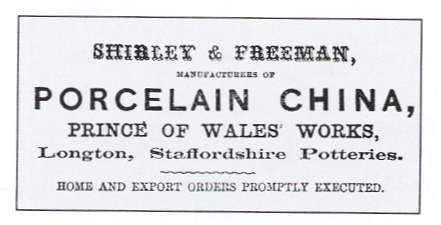 SHIRLEY & FREEMAN,
MANUFACTURERS OF
PORCELAIN CHINA,
PRINCE OF WALES' WORKS,
Longton, Staffordshire Potteries.
HOME AND EXPORT ORDERS PROMPTLY EXECUTED.